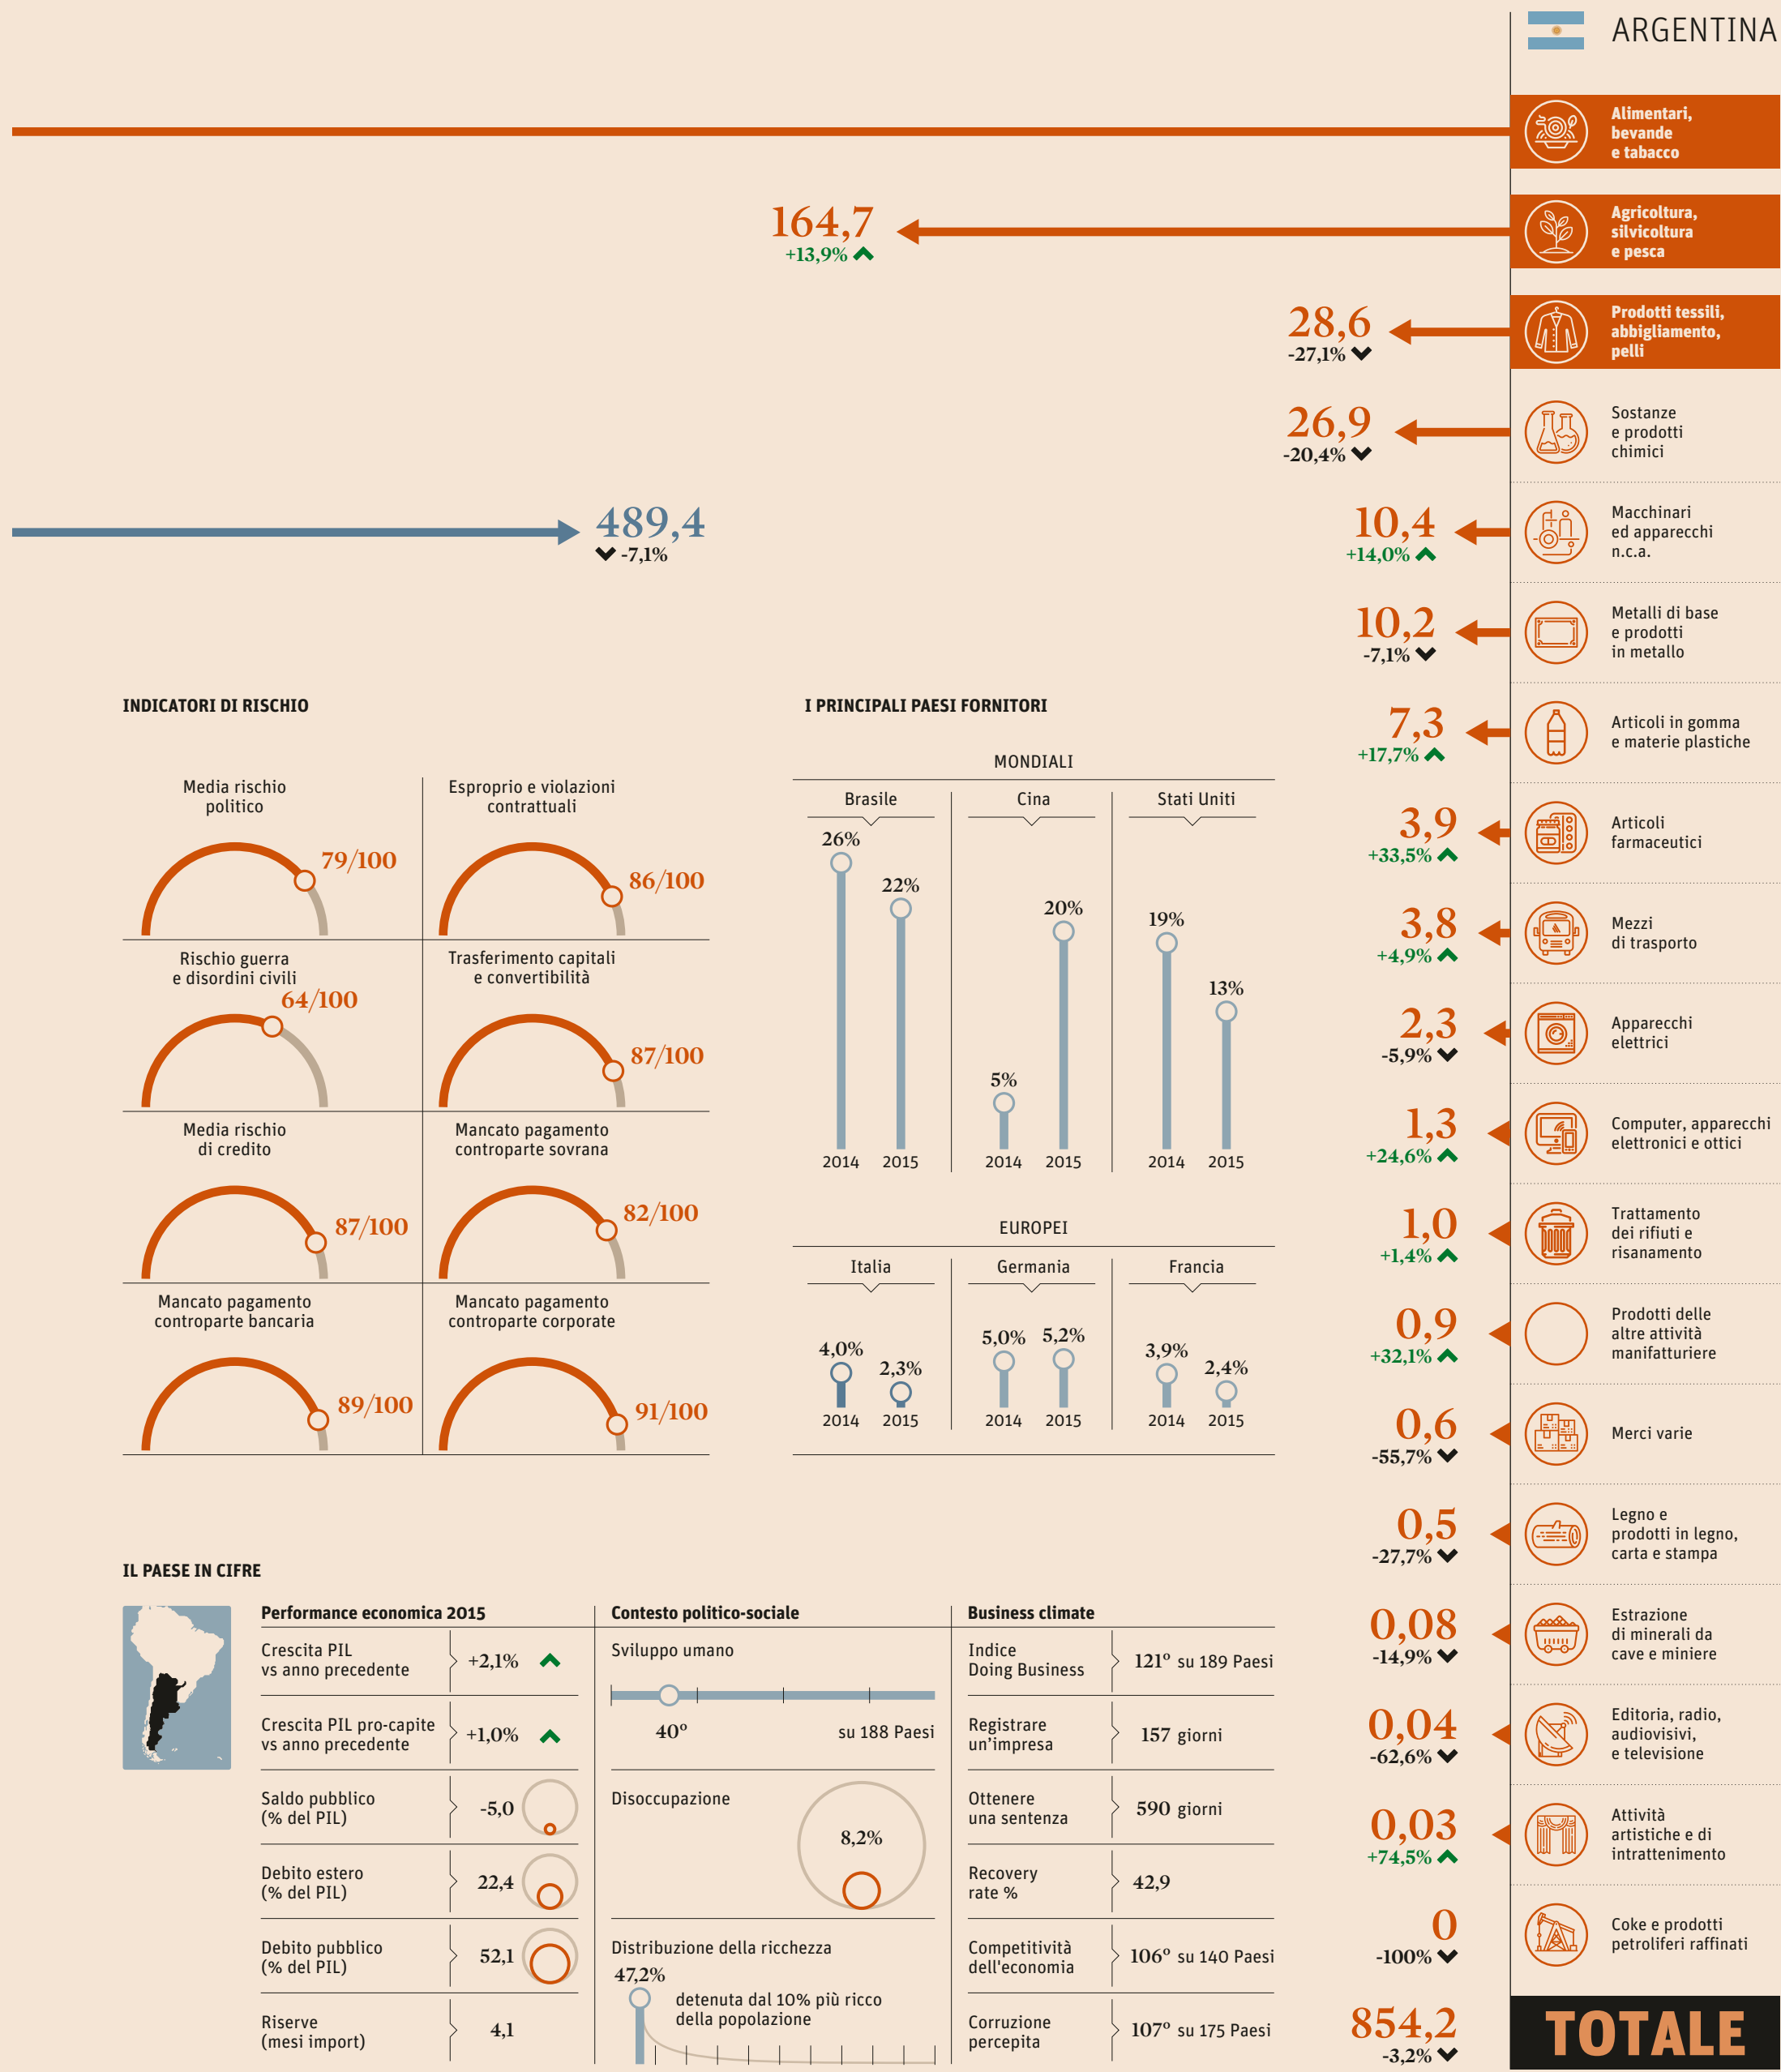 ARGENTINA
Alimentari,
bevande
e tabacco
164,7
+13,9%
Agricoltura,
silvicoltura
e pesca
28,6
-27,1%
Prodotti tessili,
abbigliamento,
pelli
26,9
-20,4%
Sostanze
e prodotti
chimici
489,4
-7,1%
10,4
+14,0%
Macchinari
ed apparecchi
n.c.a.
10,2
-7,1%
Metalli di base
e prodotti
in metallo
7,3
+17,7%
Articoli in gomma
e materie plastiche
3,9
+33,5%
Articoli
farmaceutici
3,8
+4,9%
Mezzi
di trasporto
2,3
-5,9%
Apparecchi
elettrici
1,3
+24,6%
Computer, apparecchi
elettronici e ottici
1,0
+1,4%
Trattamento
dei rifiuti e
risanamento
0,9
+32,1%
Prodotti delle
altre attività
manifatturiere
0,6
-55,7%
Merci varie
0,5
-27,7%
Legno e
prodotti in legno,
carta e stampa
0,08
-14,9%
Estrazione
di minerali da
cave e miniere
0,04
-62,6%
Editoria, radio,
audiovisivi,
e televisione
0,03
+74,5%
Attività
artistiche e di
intrattenimento
0
-100%
Coke e prodotti
petroliferi raffinati
854,2
-3,2%
TOTALE
INDICATORI DI RISCHIO
Media rischio
politico
79/100
Esproprio e violazioni
contrattuali
86/100
Rischio guerra
e disordini civili
64/100
Trasferimento capitali
e convertibilità
87/100
Media rischio
di credito
87/100
Mancato pagamento
controparte sovrana
82/100
Mancato pagamento
controparte bancaria
89/100
Mancato pagamento
controparte corporate
91/100
I PRINCIPALI PAESI FORNITORI
MONDIALI
Brasile
26%
22%
2014 2015
Cina
5%
20%
2014 2015
Stati Uniti
19%
13%
2014 2015
EUROPEI
Italia
4,0%
2,3%
2014 2015
Germania
5,0% 5,2%
2014 2015
Francia
3,9%
2,4%
2014 2015
IL PAESE IN CIFRE
Performance economica 2015
Crescita PIL
vs anno precedente
+2,1%
Crescita PIL pro-capite
vs anno precedente
+1,0%
Saldo pubblico
(% del PIL)
-5,0
Debito estero
(% del PIL)
22,4
Debito pubblico
(% del PIL)
52,1
Riserve
(mesi import)
4,1
Contesto politico-sociale
Sviluppo umano
40º
su 188 Paesi
Disoccupazione
8,2%
Distribuzione della ricchezza
47,2%
detenuta dal 10% più ricco
della popolazione
Business climate
Indice
Doing Business
121º su 189 Paesi
Registrare
un'impresa
157 giorni
Ottenere
una sentenza
590 giorni
Recovery
rate %
42,9
Competitività
dell'economia
106º su 140 Paesi
Corruzione
percepita
107º su 175 Paesi